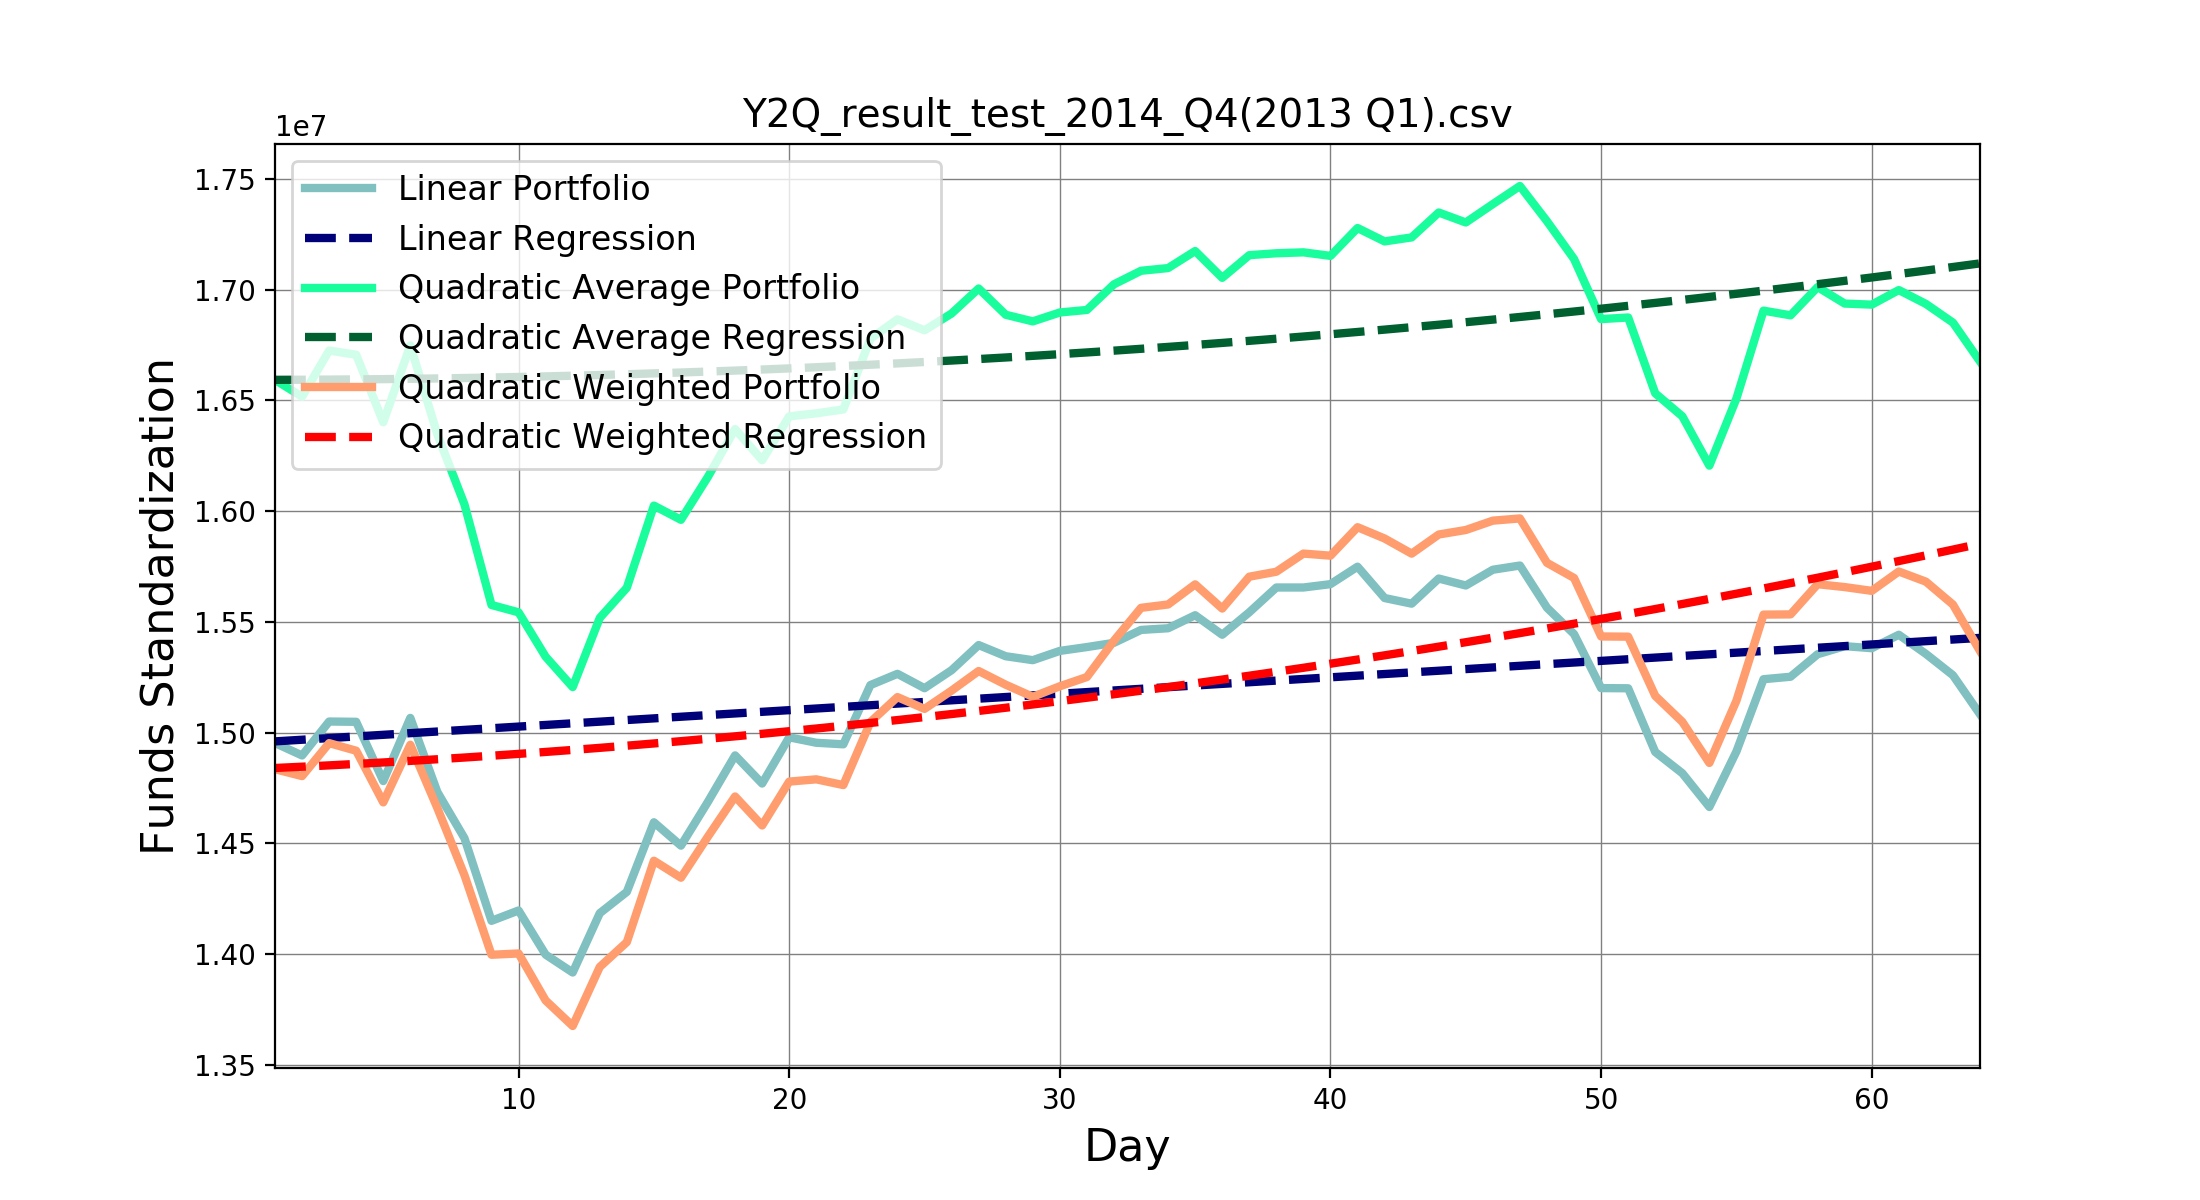 Y2Q_result_test_2014_Q4(2013 Q1).csv
1e7
1.75
1.70
1.65
1.60
1.55
1.50
1.45
1.40
1.35
Funds Standardization
Linear Portfolio
Linear Regression
Quadratic Average Portfolio
Quadratic Average Regression
Quadratic Weighted Portfolio
Quadratic Weighted Regression
10 20 30 40 50 60
Day